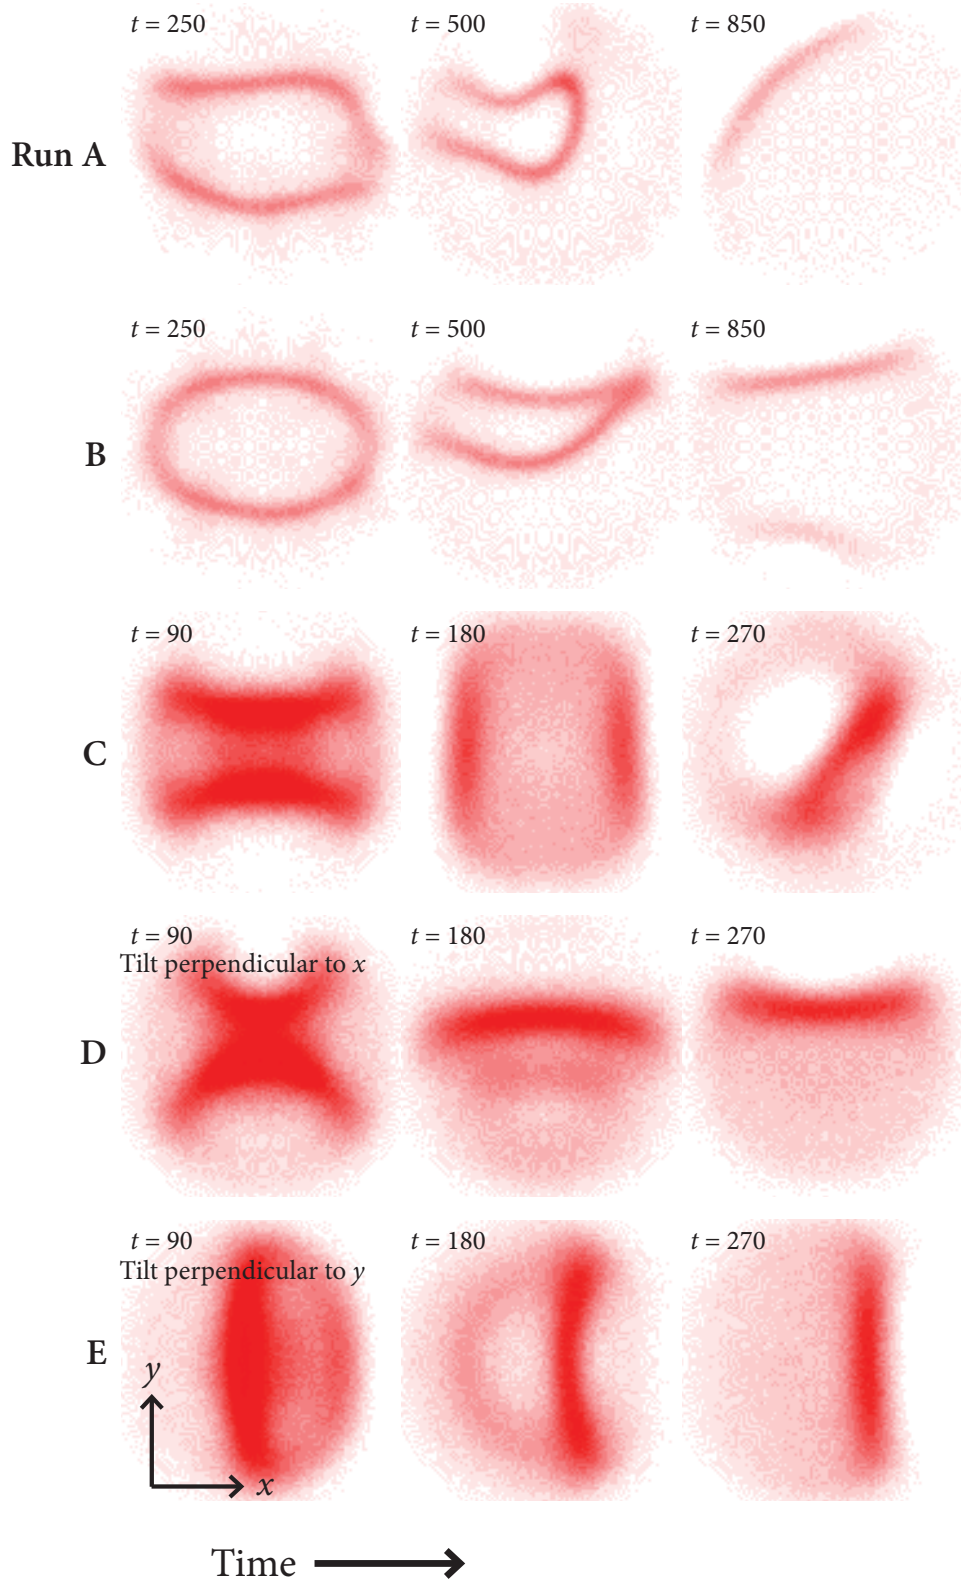 t = 250 t = 500 t = 850
Run A
t = 250 t = 500 t = 850
B
t = 90 t = 180 t = 270
C
t = 90 t = 180 t = 270
Tilt perpendicular to x
D
t = 90 t = 180 t = 270
Tilt perpendicular to y
E
y
x
Time